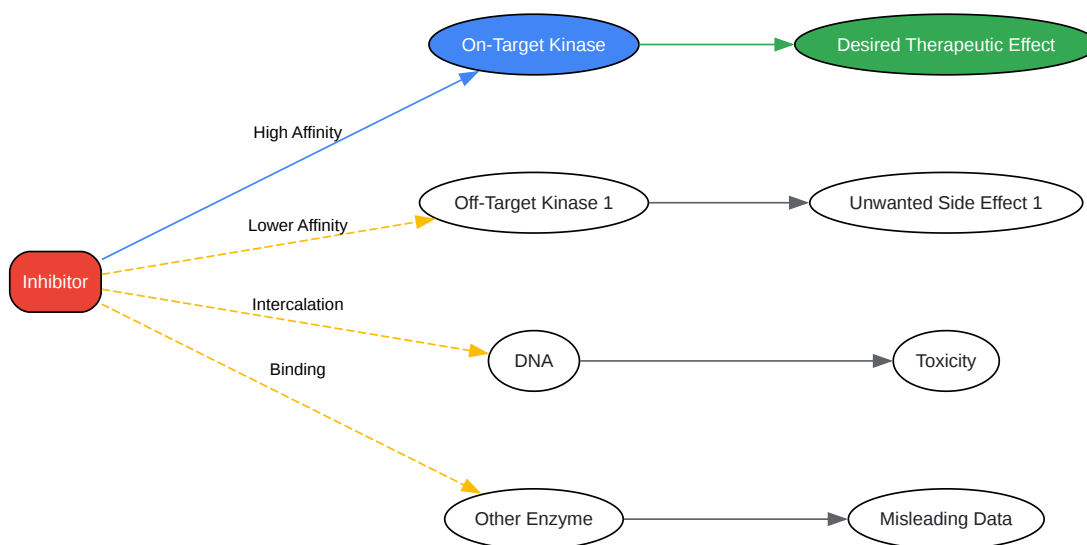 On-Target Kinase
Desired Therapeutic Effect
High Affinity
Off-Target Kinase 1
Unwanted Side Effect 1
Lower Affinity
Inhibitor
Intercalation
DNA
Toxicity
Binding
Other Enzyme
Misleading Data